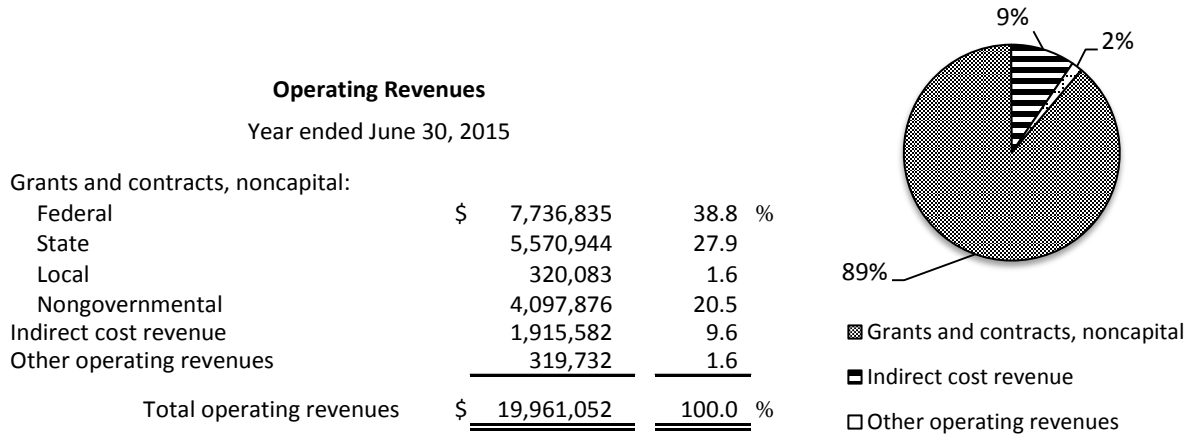 Operating Revenues
Year ended June 30, 2015
Grants and contracts, noncapital:
Federal $ 7,736,835 38.8 %
State 5,570,944 27.9
Local 320,083 1.6
Nongovernmental 4,097,876 20.5
Indirect cost revenue 1,915,582 9.6
Other operating revenues 319,732 1.6
Total operating revenues $ 19,961,052 100.0 %
9%
2%
89%
Grants and contracts, noncapital
Indirect cost revenue
Other operating revenues